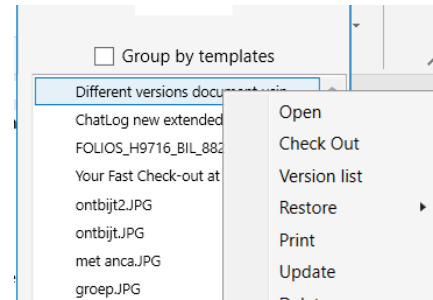 Group by templates
Different versions document
ChatLog new extended
FOLIOS_H9716_BIL_882
Your Fast Check-out at
ontbijt2.JPG
ontbijt.JPG
met anca.JPG
groep.JPG
Open
Check Out
Version list
Restore
Print
Update